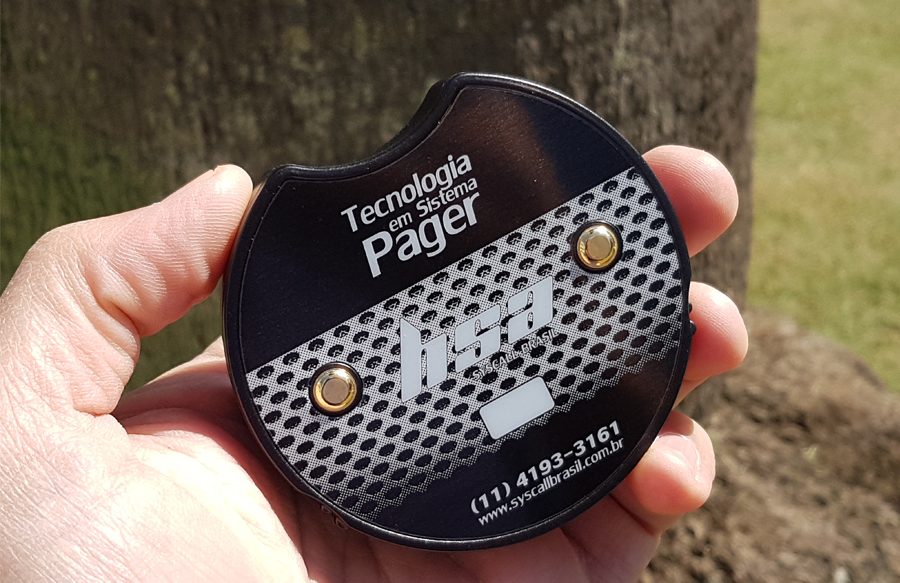 Tecnologia
em Sistema
Pager
hsa
SYSCALL BRASIL
(11) 4193-3161
www.syscallbrasil.com.br